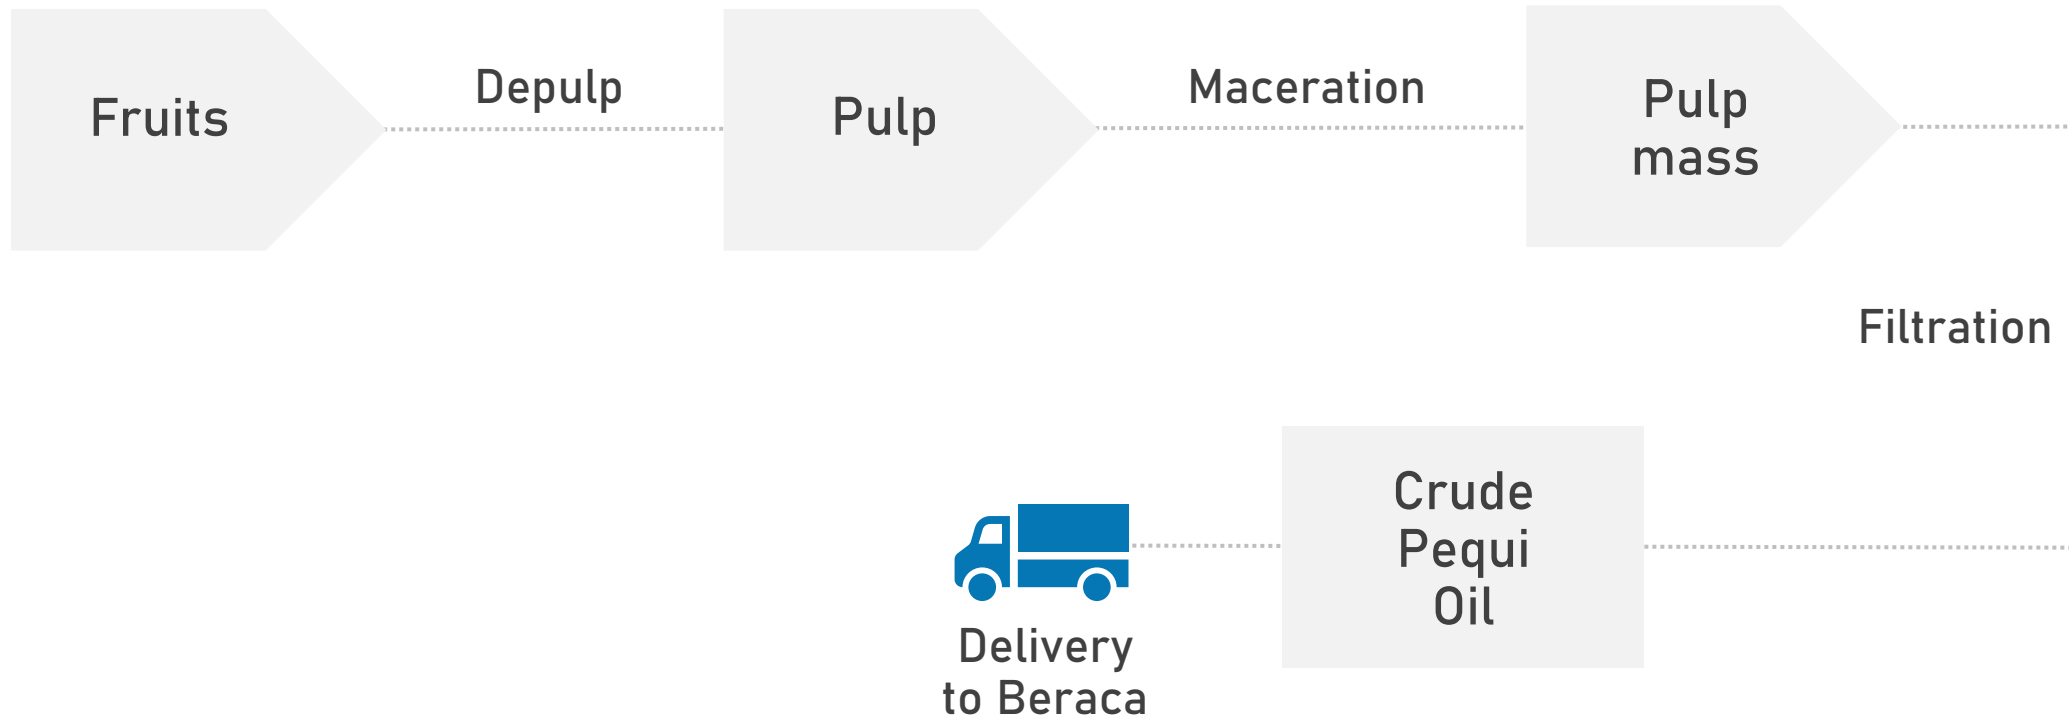 Fruits
Depulp
Pulp
Maceration
Pulp
mass
Filtration
Crude
Pequi
Oil
Delivery
to Beraca